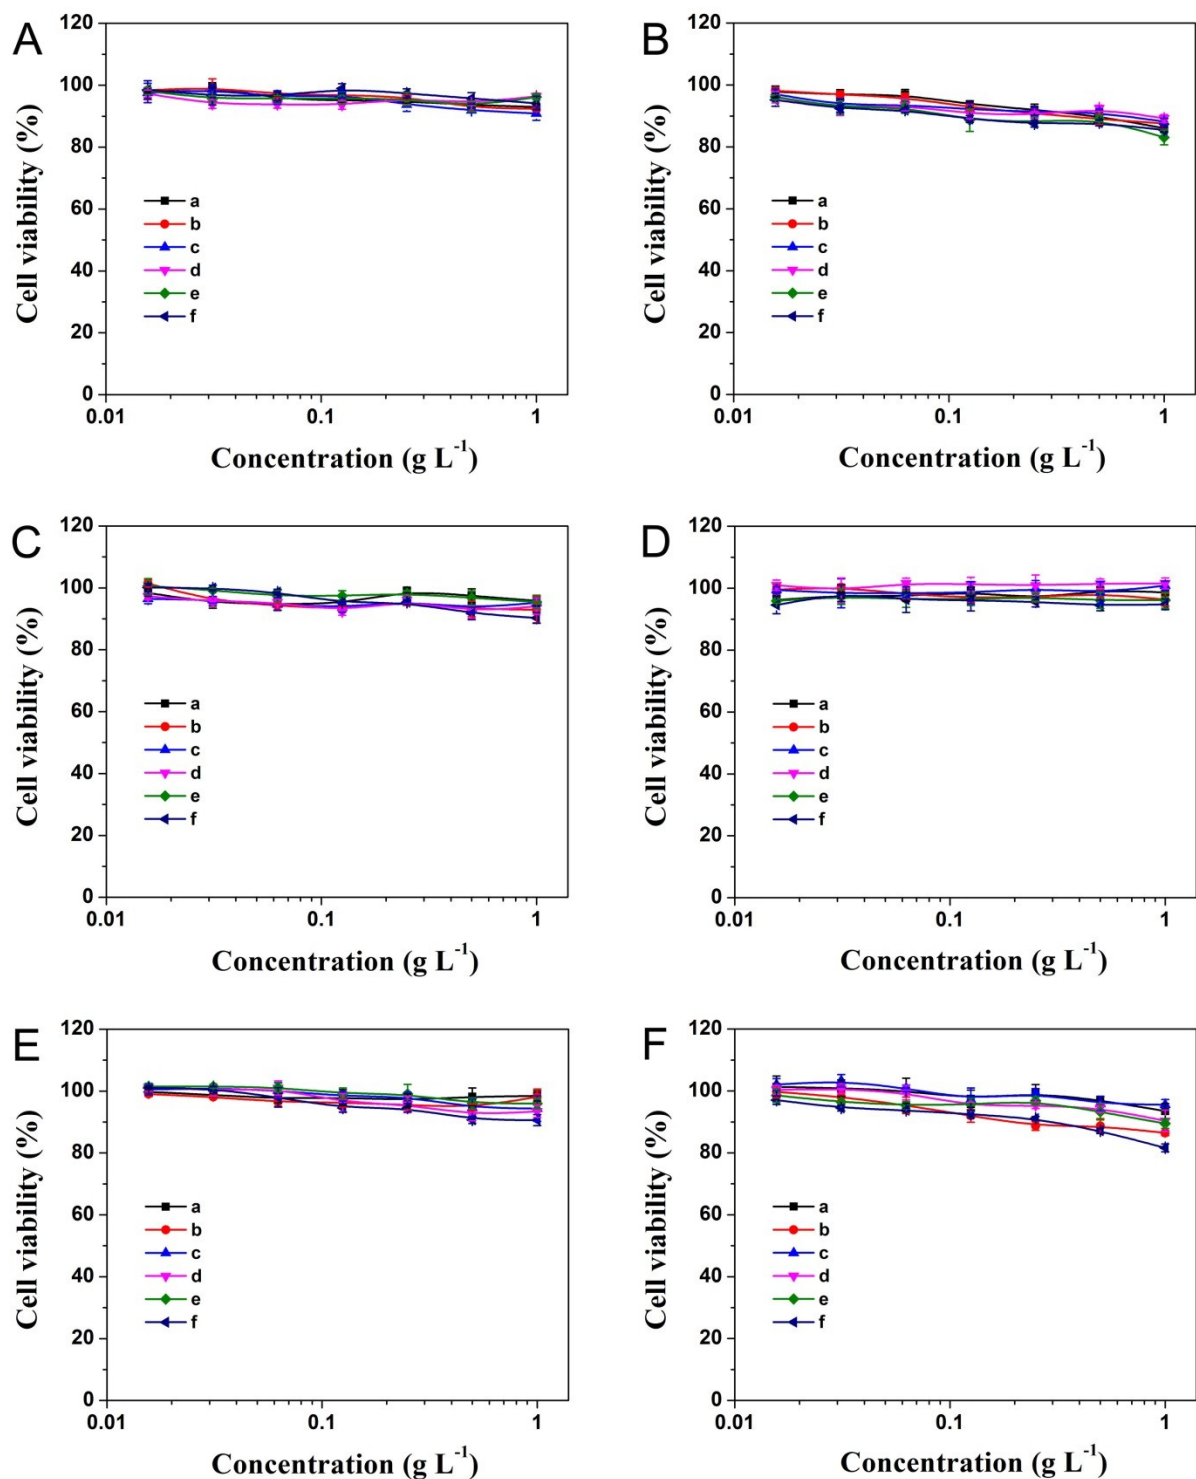 A
120
100
80
60
40
20
0
Cell viability (%)
a
b
c
d
e
f
0.01
0.1
1
Concentration (g L⁻¹)
B
120
100
80
60
40
20
0
Cell viability (%)
a
b
c
d
e
f
0.01
0.1
1
Concentration (g L⁻¹)
C
120
100
80
60
40
20
0
Cell viability (%)
a
b
c
d
e
f
0.01
0.1
1
Concentration (g L⁻¹)
D
120
100
80
60
40
20
0
Cell viability (%)
a
b
c
d
e
f
0.01
0.1
1
Concentration (g L⁻¹)
E
120
100
80
60
40
20
0
Cell viability (%)
a
b
c
d
e
f
0.01
0.1
1
Concentration (g L⁻¹)
F
120
100
80
60
40
20
0
Cell viability (%)
a
b
c
d
e
f
0.01
0.1
1
Concentration (g L⁻¹)